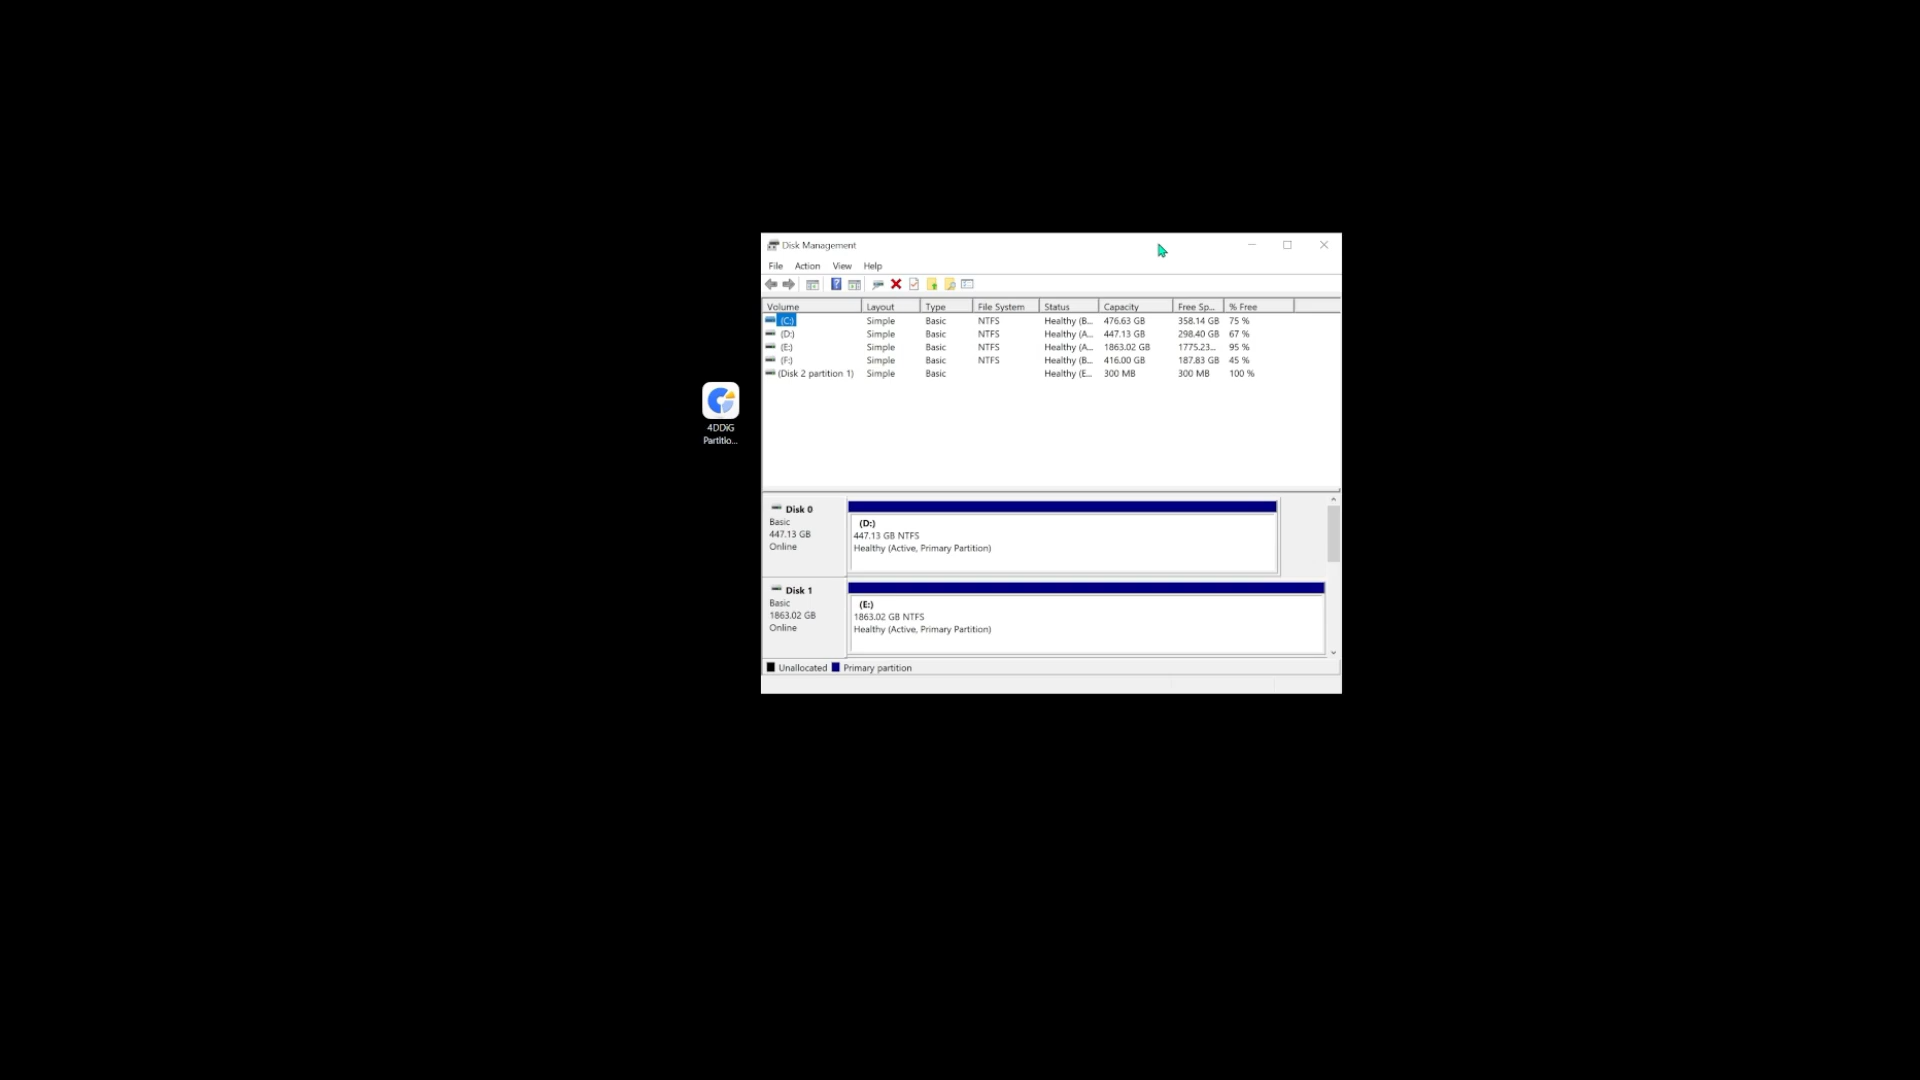 Disk Management
File Action View Help
Volume Layout Type File System Status Capacity Free Sp... % Free
(C:) Simple Basic NTFS Healthy (B... 476.63 GB 358.14 GB 75 %
(D:) Simple Basic NTFS Healthy (A... 447.13 GB 298.40 GB 67 %
(E:) Simple Basic NTFS Healthy (A... 1863.02 GB 1775.23... 95 %
(F:) Simple Basic NTFS Healthy (B... 416.00 GB 187.83 GB 45 %
(Disk 2 partition 1) Simple Basic Healthy (E... 300 MB 300 MB 100 %
4DDiG
Partitio...
Disk 0
Basic
447.13 GB
Online
(D:)
447.13 GB NTFS
Healthy (Active, Primary Partition)
Disk 1
Basic
1863.02 GB
Online
(E:)
1863.02 GB NTFS
Healthy (Active, Primary Partition)
Unallocated Primary partition